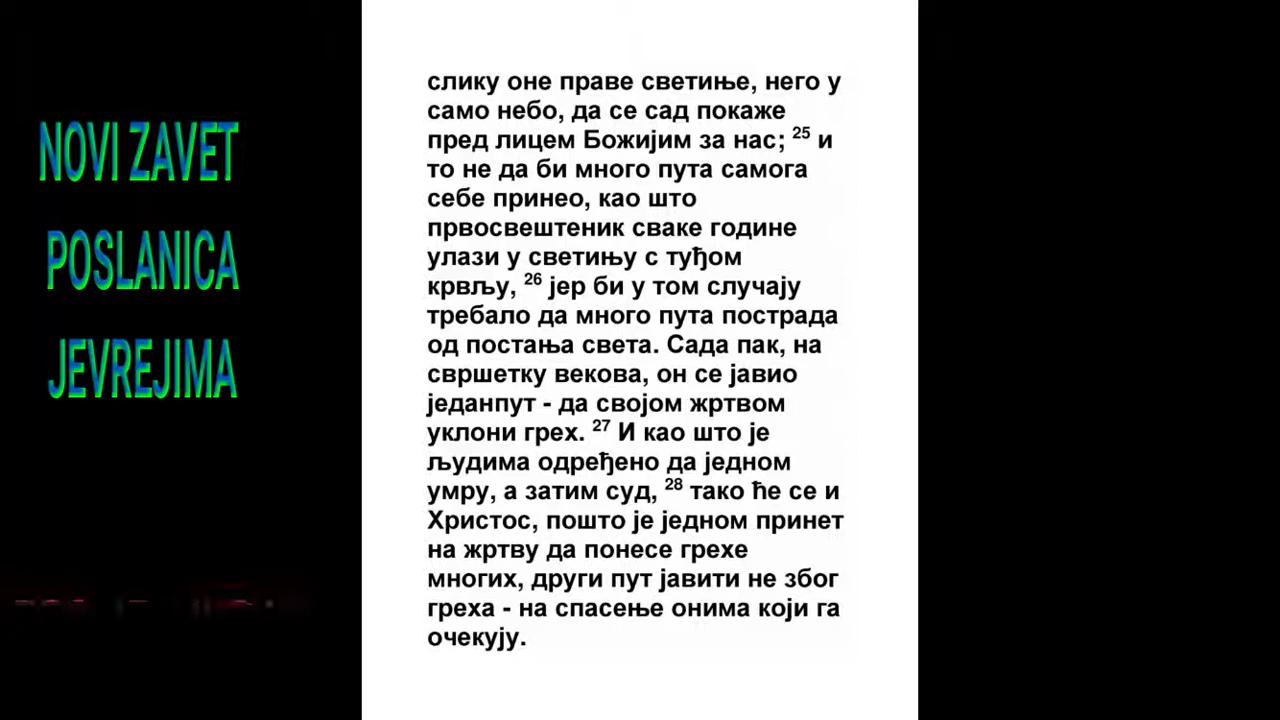 NOVI ZAVET
POSLANICA
JEVREJIMA
слику оне праве светиње, него у
само небо, да се сад покаже
пред лицем Божијим за нас; 25 и
то не да би много пута самога
себе принео, као што
првосвештеник сваке године
улази у светињу с туђом
крвљу, 26 јер би у том случају
требало да много пута пострада
од постања света. Сада пак, на
свршетку векова, он се јавио
једанпут - да својом жртвом
уклони грех. 27 И као што је
људима одређено да једном
умру, а затим суд, 28 тако ће се и
Христос, пошто је једном принет
на жртву да понесе грехе
многих, други пут јавити не због
греха - на спасење онима који га
очекују.